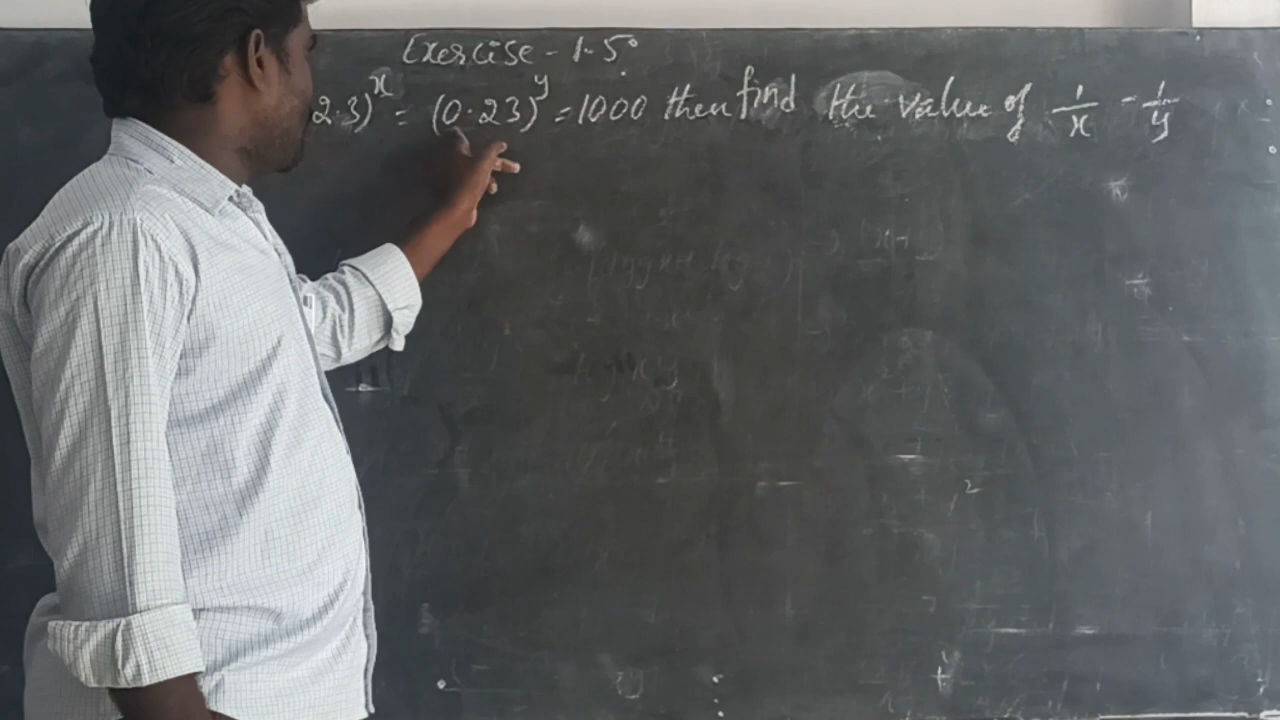 Exercise - 1.5
2.3)^x = (0.23)^y = 1000 then find the value of 1/x - 1/y